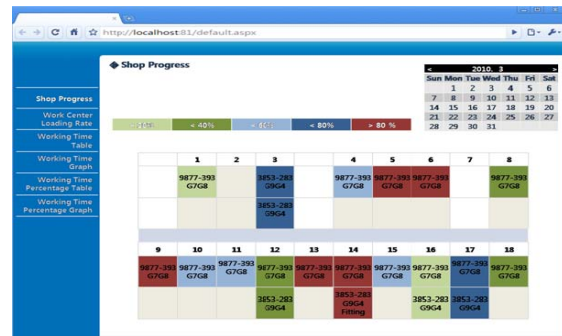 http://localhost:81/default.aspx
Shop Progress
< 2010. 3 >
Sun Mon Tue Wed Thu Fri Sat
1 2 3 4 5 6
7 8 9 10 11 12 13
14 15 16 17 18 19 20
21 22 23 24 25 26 27
28 29 30 31
Shop Progress
Work Center
Loading Rate
Working Time
Table
Working Time
Graph
Working Time
Percentage Table
Working Time
Percentage Graph
< 20% < 40% < 60% < 80% > 80 %
1 2 3 4 5 6 7 8
9877-393 3853-283 9877-393 9877-393 9877-393 9877-393
G7G8 G9G4 G7G8 G7G8 G7G8 G7G8
3853-283
G9G4
9 10 11 12 13 14 15 16 17 18
9877-393 9877-393 9877-393 9877-393 9877-393 9877-393 9877-393 9877-393 9877-393 9877-393
G7G8 G7G8 G7G8 G7G8 G7G8 G7G8 G7G8 G7G8 G7G8 G7G8
3853-283 3853-283 3853-283 3853-283
G9G4 G9G4 G9G4 G9G4
Fitting